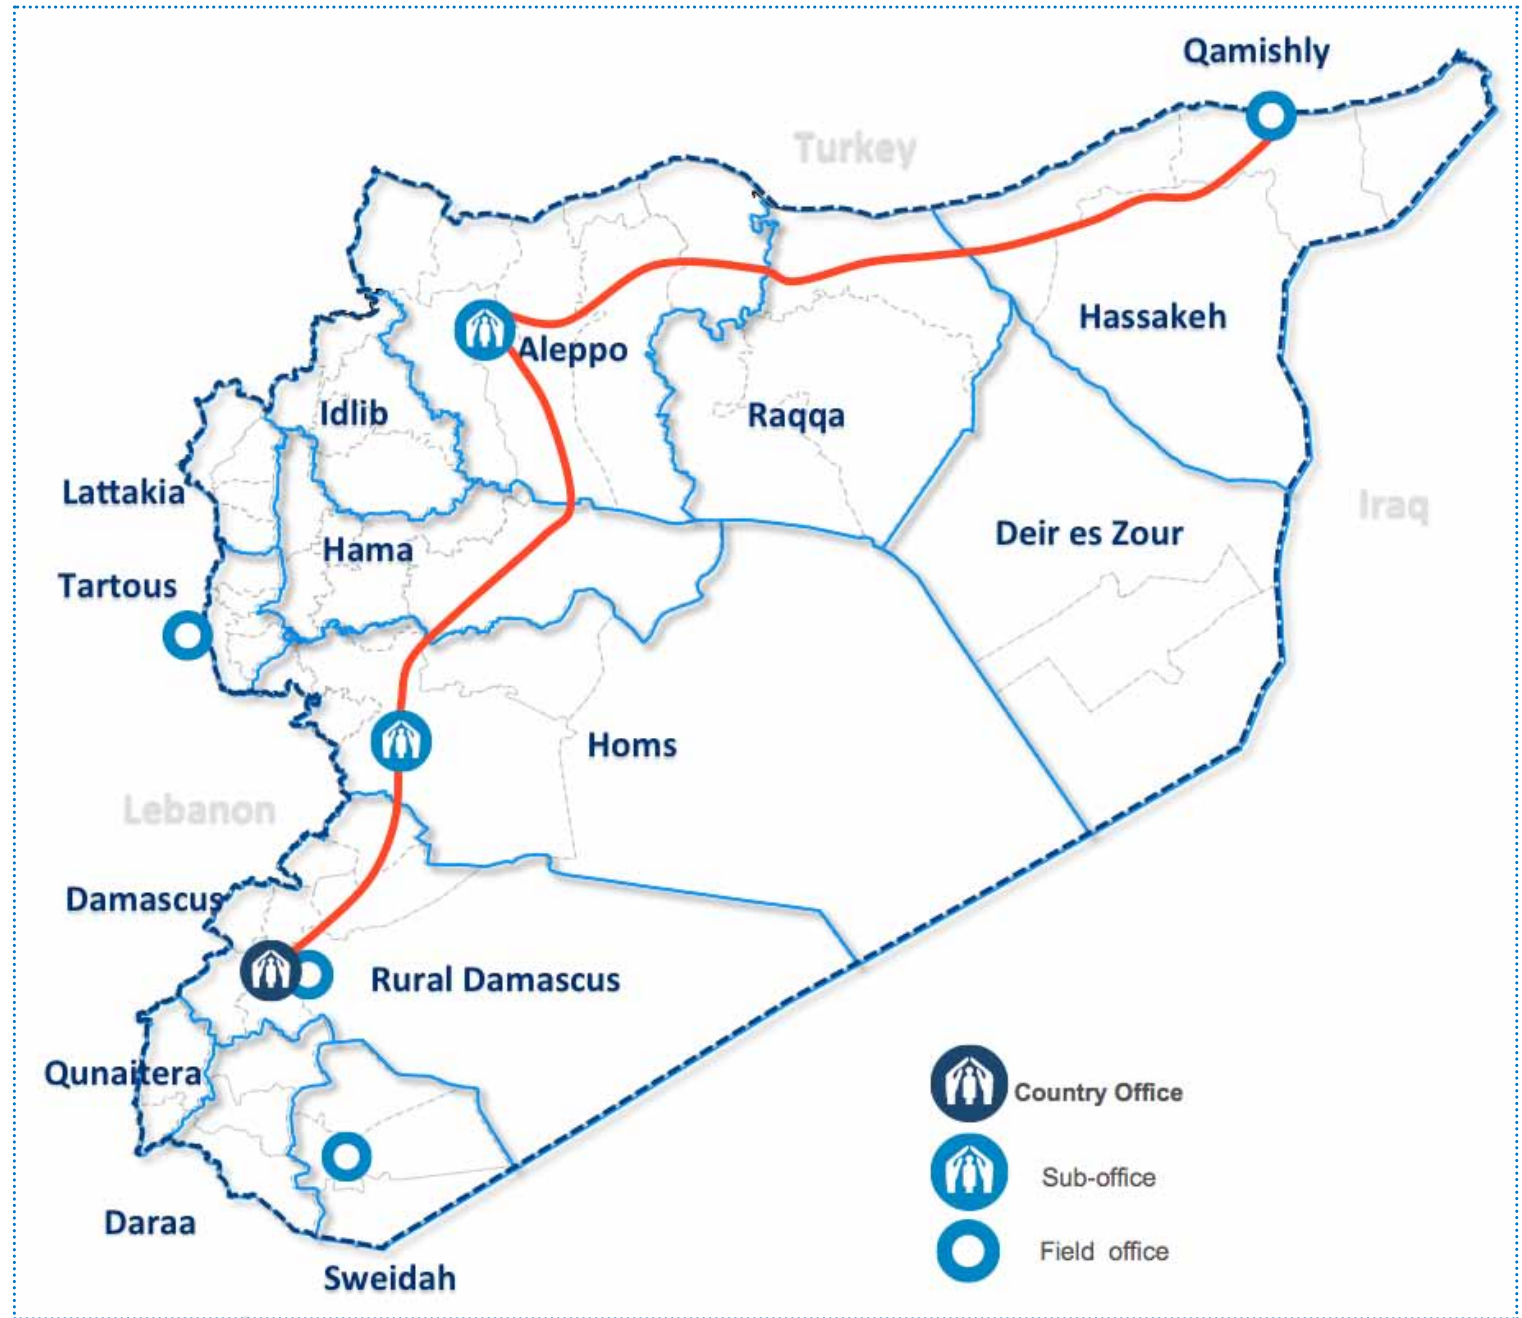 Qamishly
Turkey
Hassakeh
Aleppo
Idlib
Raqqa
Lattakia
Iraq
Deir es Zour
Hama
Tartous
Homs
Lebanon
Damascus
Rural Damascus
Qunaitera
Country Office
Sub-office
Daraa
Field office
Sweidah